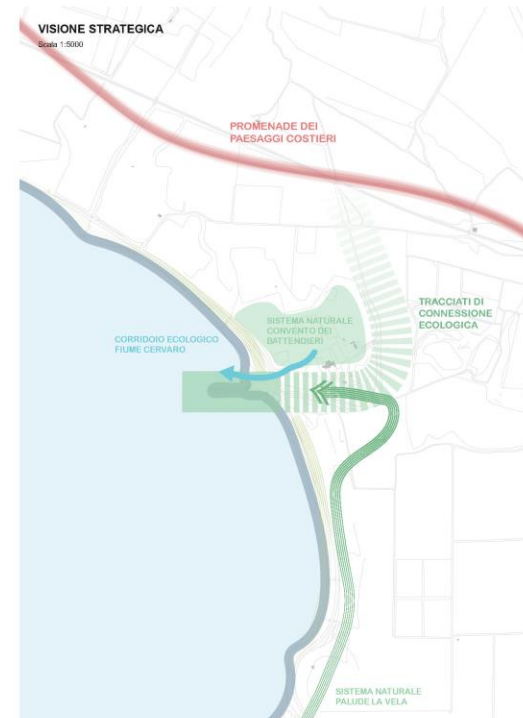 VISIONE STRATEGICA
Scala 1:5000
PROMENADE DEI
PAESAGGI COSTIERI
TRACCIATI DI
CONNESSIONE
ECOLOGICA
SISTEMA NATURALE
CONVENTO DEI
BATTENDIERI
CORRIDOIO ECOLOGICO
FIUME CERVARO
SISTEMA NATURALE
PALUDE LA VELA